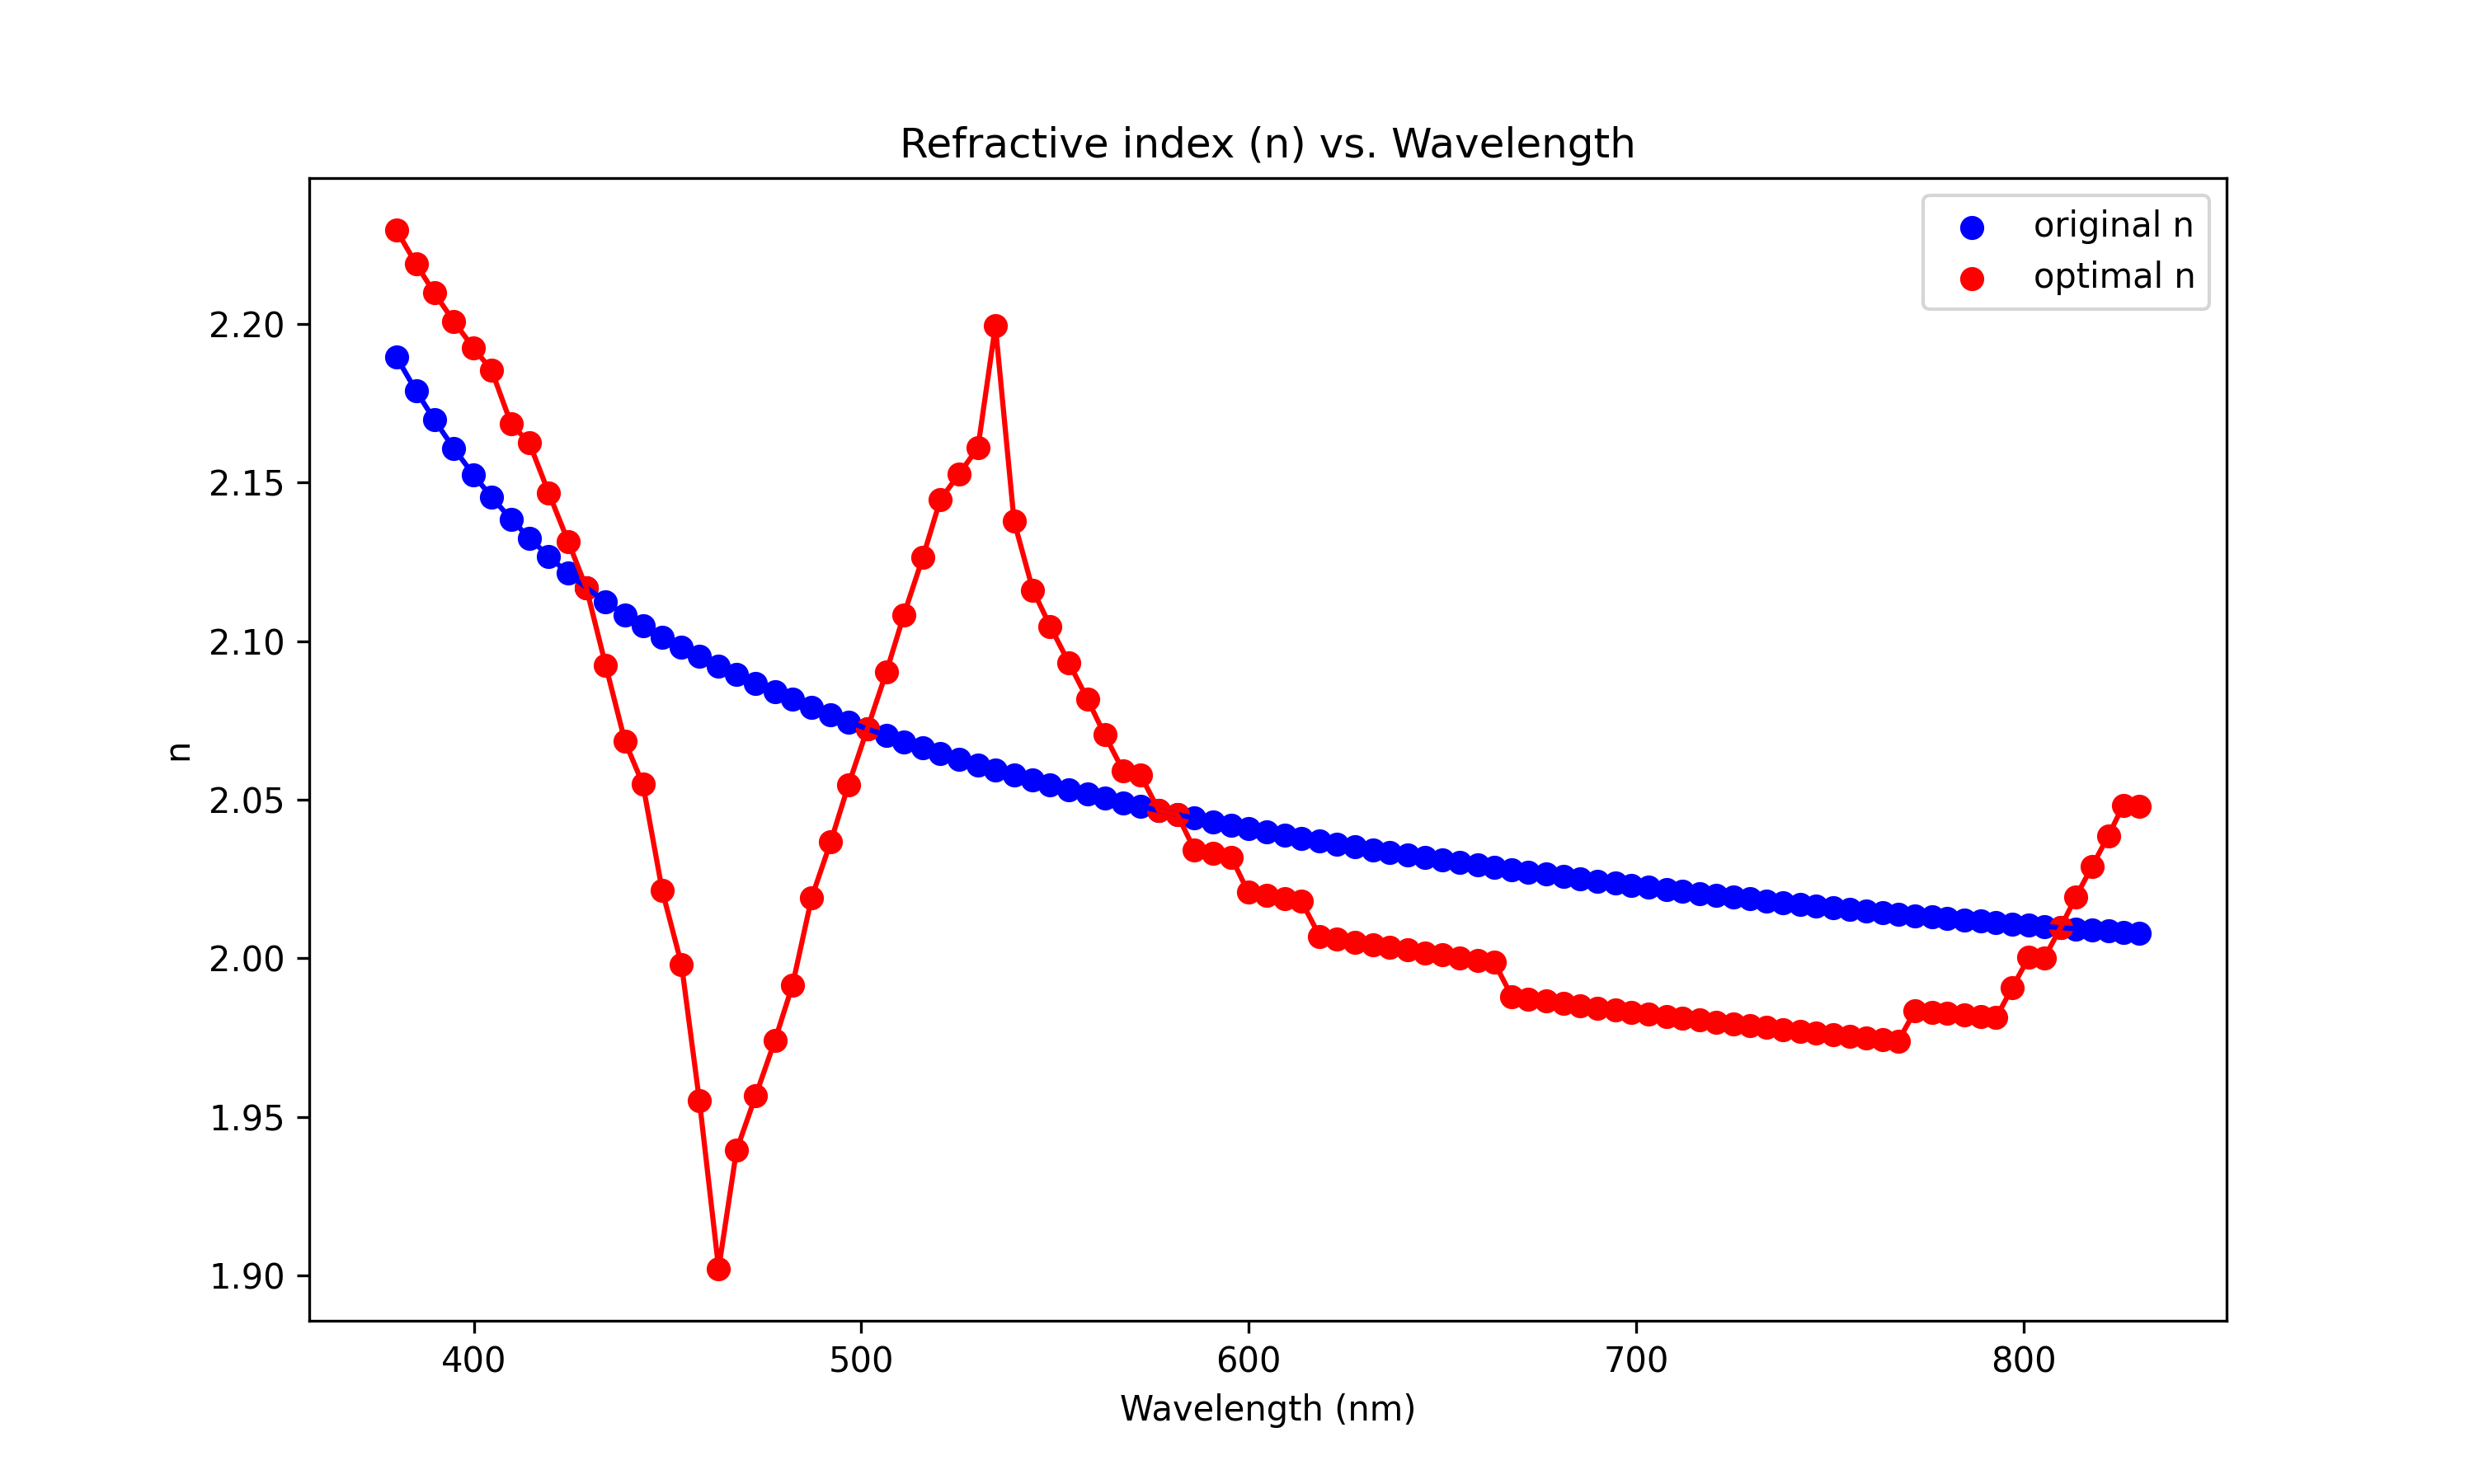 Refractive index (n) vs. Wavelength
original n
optimal n
2.20
2.15
2.10
2.05
2.00
1.95
1.90
n
400 500 600 700 800
Wavelength (nm)